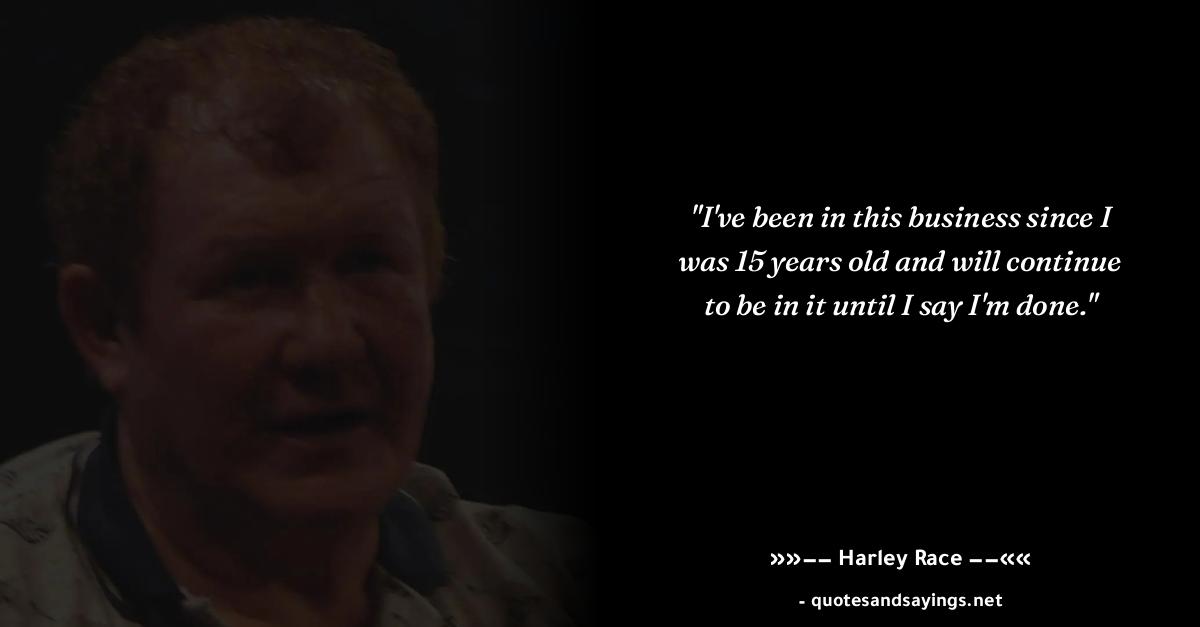 "I've been in this business since I
was 15 years old and will continue
to be in it until I say I'm done."
»»−− Harley Race −−««
- quotesandsayings.net